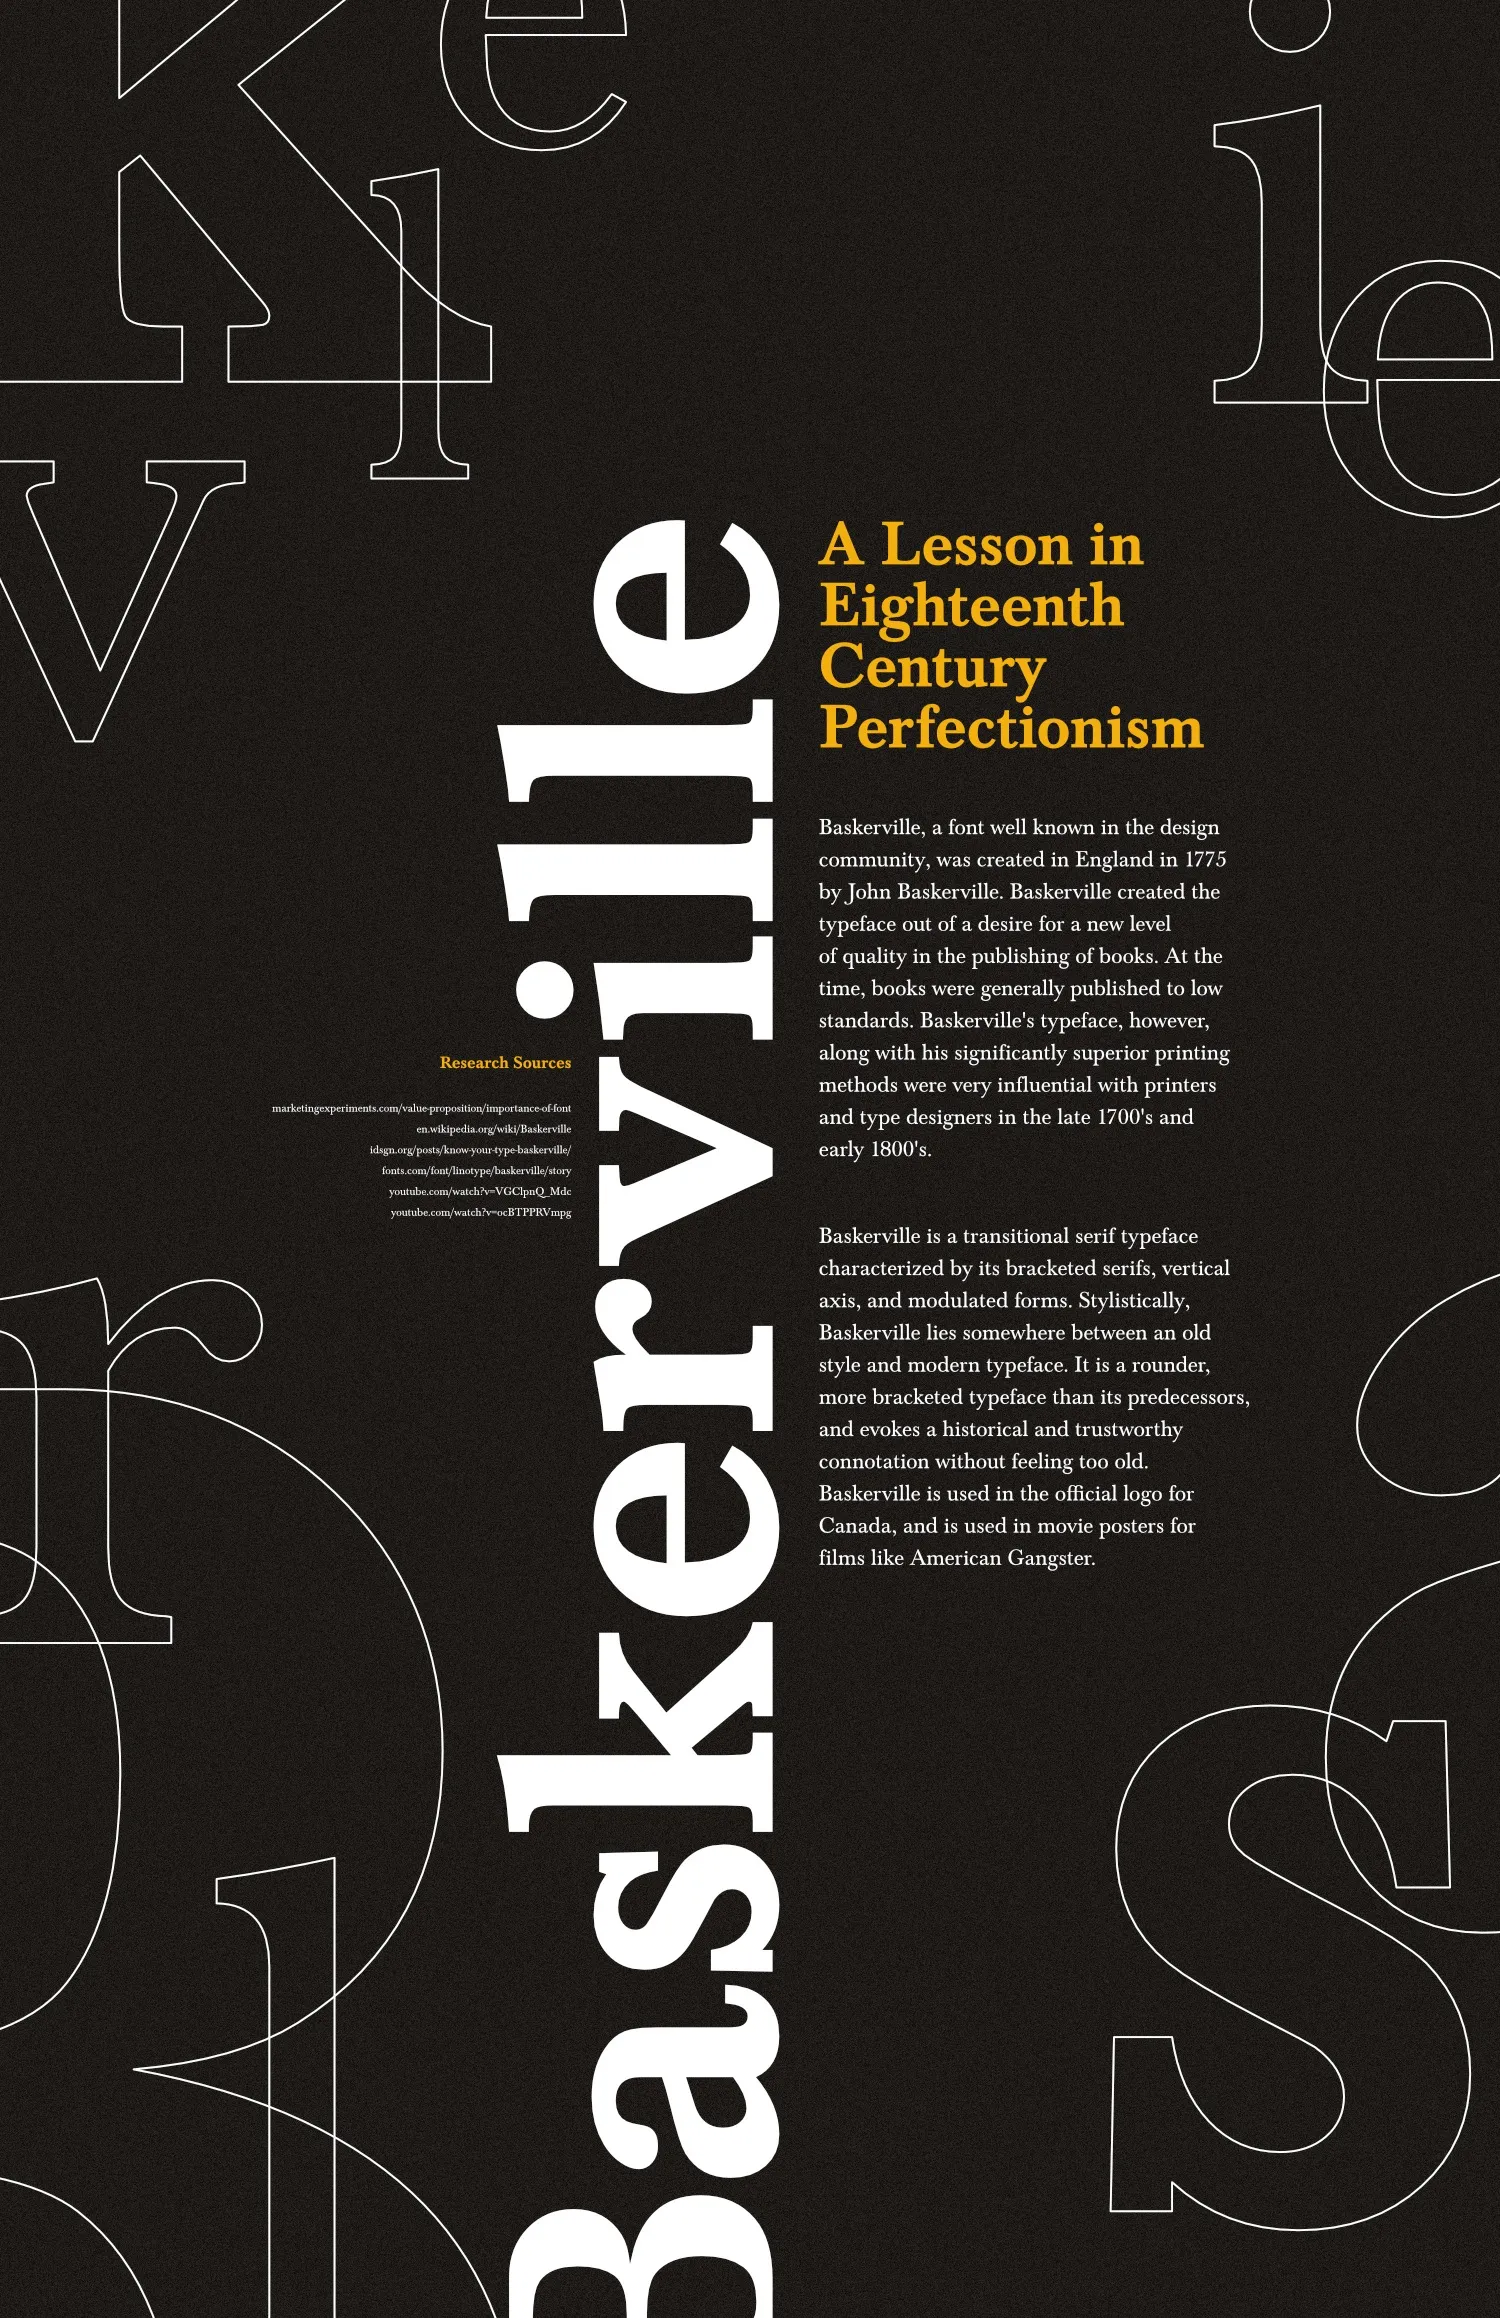 K
e
l
i
e
v
Baskerville
A Lesson in
Eighteenth
Century
Perfectionism
Baskerville, a font well known in the design
community, was created in England in 1775
by John Baskerville. Baskerville created the
typeface out of a desire for a new level
of quality in the publishing of books. At the
time, books were generally published to low
standards. Baskerville's typeface, however,
along with his significantly superior printing
methods were very influential with printers
and type designers in the late 1700's and
early 1800's.
Research Sources
marketingexperiments.com/value-proposition/importance-of-font
en.wikipedia.org/wiki/Baskerville
idsgn.org/posts/know-your-type-baskerville/
fonts.com/font/linotype/baskerville/story
youtube.com/watch?v=VGClpnQ_Mdc
youtube.com/watch?v=ocBTPPRVmpg
Baskerville is a transitional serif typeface
characterized by its bracketed serifs, vertical
axis, and modulated forms. Stylistically,
Baskerville lies somewhere between an old
style and modern typeface. It is a rounder,
more bracketed typeface than its predecessors,
and evokes a historical and trustworthy
connotation without feeling too old.
Baskerville is used in the official logo for
Canada, and is used in movie posters for
films like American Gangster.
r
B
l
a
s